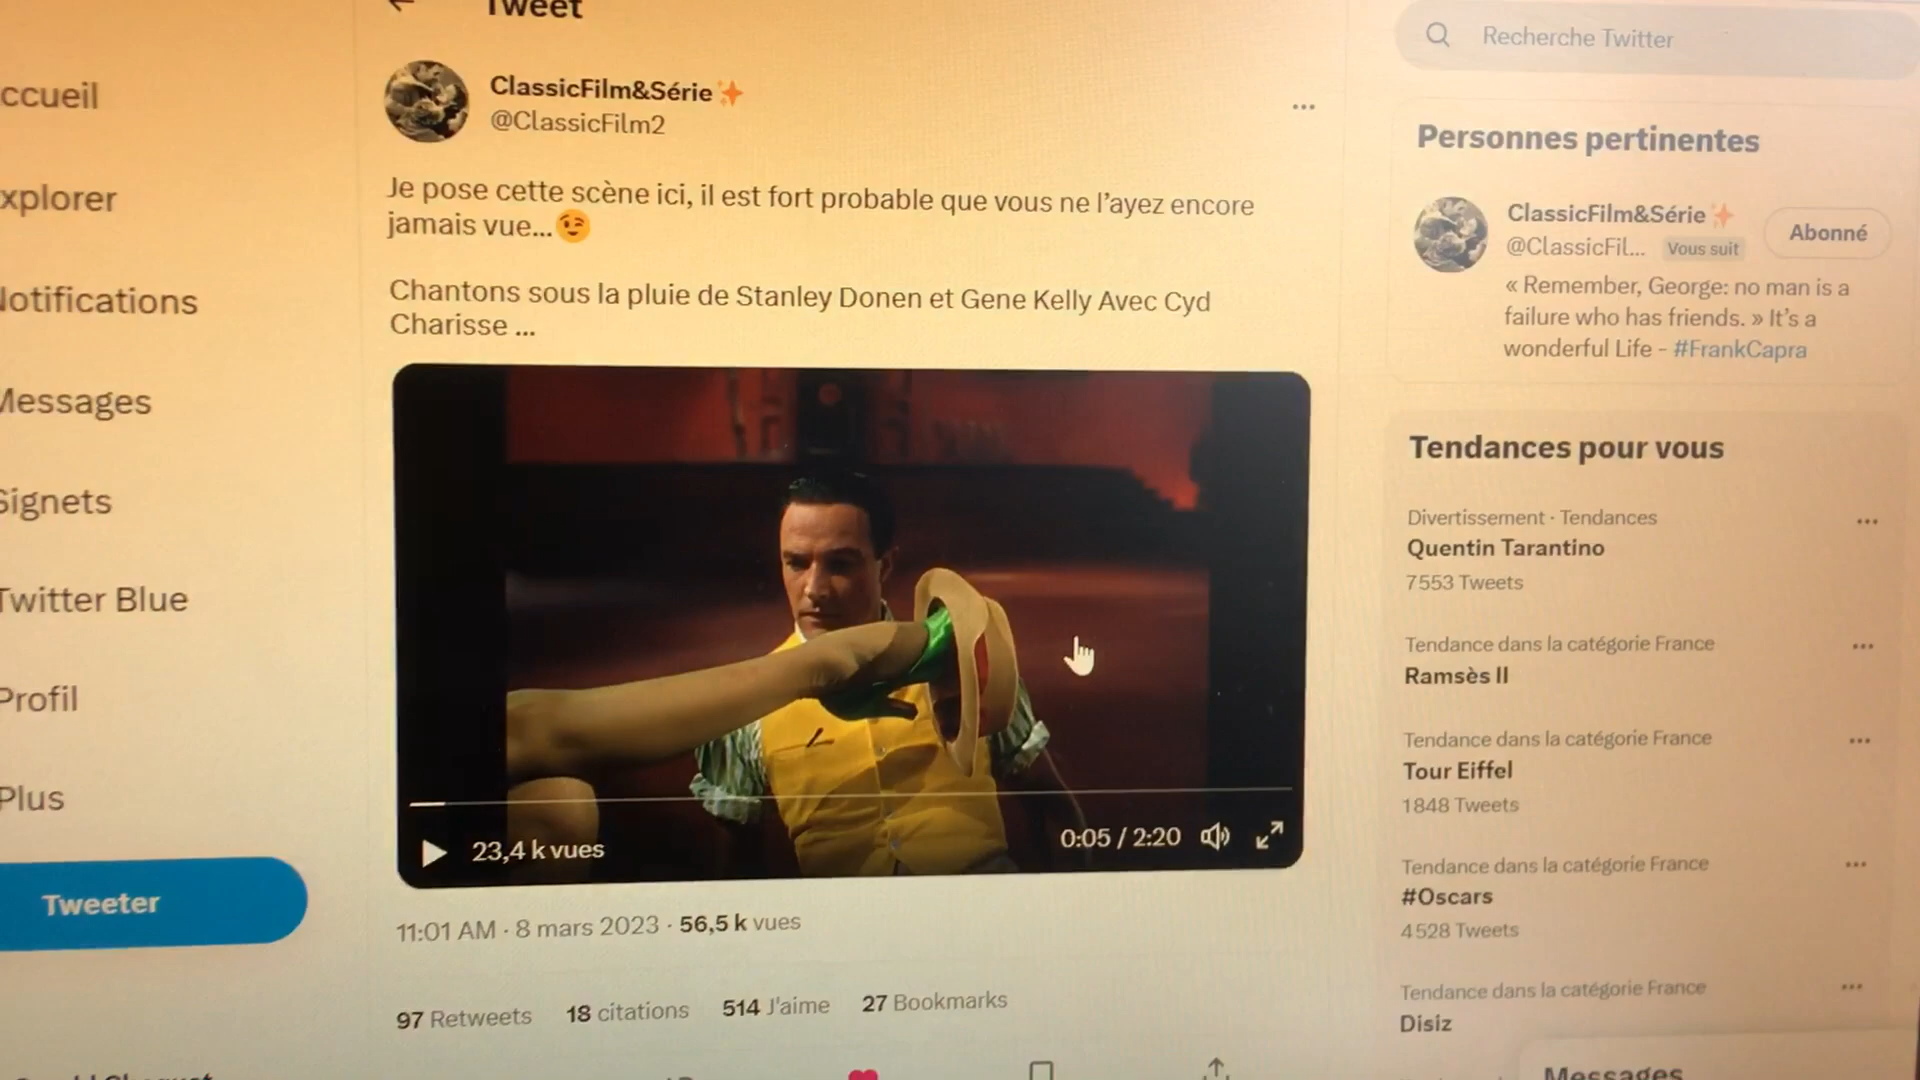 Tweet
Recherche Twitter
ClassicFilm&Série
@ClassicFilm2
ccueil
xplorer
Notifications
Messages
Signets
Twitter Blue
Profil
Plus
Tweeter
Je pose cette scène ici, il est fort probable que vous ne l'ayez encore
jamais vue...
Chantons sous la pluie de Stanley Donen et Gene Kelly Avec Cyd
Charisse ...
23,4 k vues
0:05 / 2:20
11:01 AM · 8 mars 2023 · 56,5 k vues
97 Retweets 18 citations 514 J'aime 27 Bookmarks
Personnes pertinentes
ClassicFilm&Série
@ClassicFil... Vous suit
Abonné
« Remember, George: no man is a
failure who has friends. » It's a
wonderful Life - #FrankCapra
Tendances pour vous
Divertissement · Tendances
Quentin Tarantino
7553 Tweets
Tendance dans la catégorie France
Ramsès II
Tendance dans la catégorie France
Tour Eiffel
1848 Tweets
Tendance dans la catégorie France
#Oscars
4528 Tweets
Tendance dans la catégorie France
Disiz
Messages